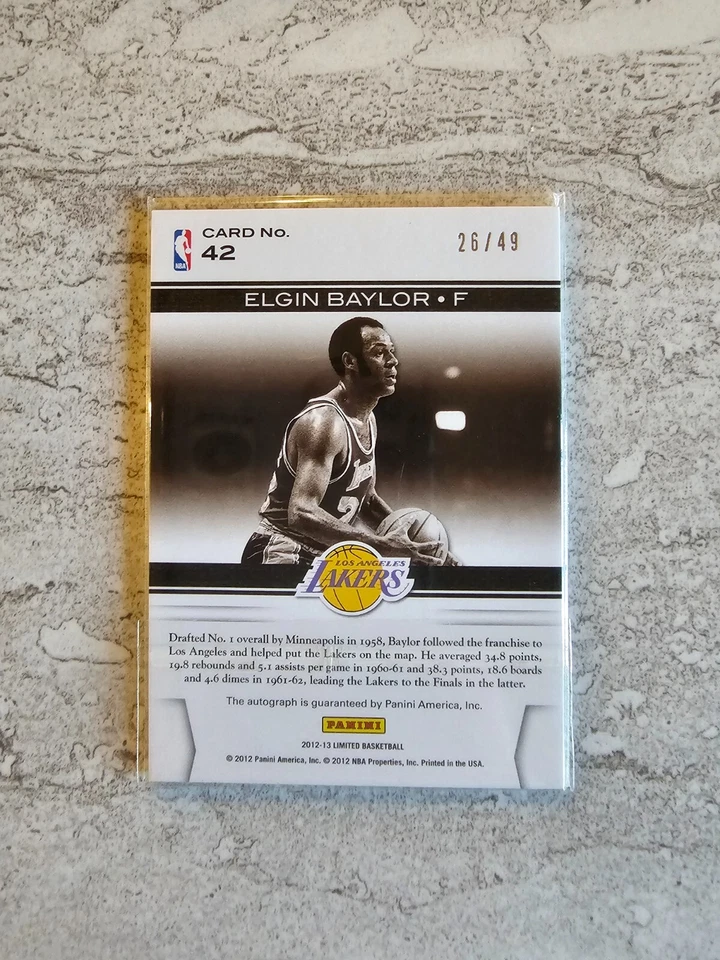 CARD No.
42
26/49
NBA
ELGIN BAYLOR • F
LOS ANGELES
LAKERS
Drafted No. 1 overall by Minneapolis in 1958, Baylor followed the franchise to
Los Angeles and helped put the Lakers on the map. He averaged 34.8 points,
19.8 rebounds and 5.1 assists per game in 1960-61 and 38.3 points, 18.6 boards
and 4.6 dimes in 1961-62, leading the Lakers to the Finals in the latter.
The autograph is guaranteed by Panini America, Inc.
PANINI
2012-13 LIMITED BASKETBALL
© 2012 Panini America, Inc. © 2012 NBA Properties, Inc. Printed in the USA.